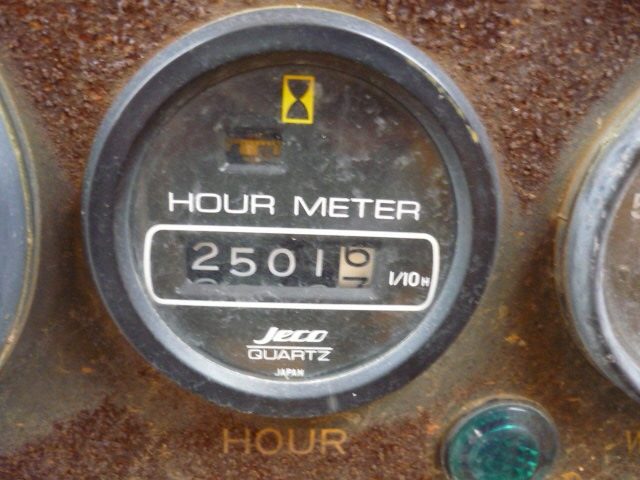 HOUR METER
25016 1/10H
Jeco
QUARTZ
JAPAN
HOUR